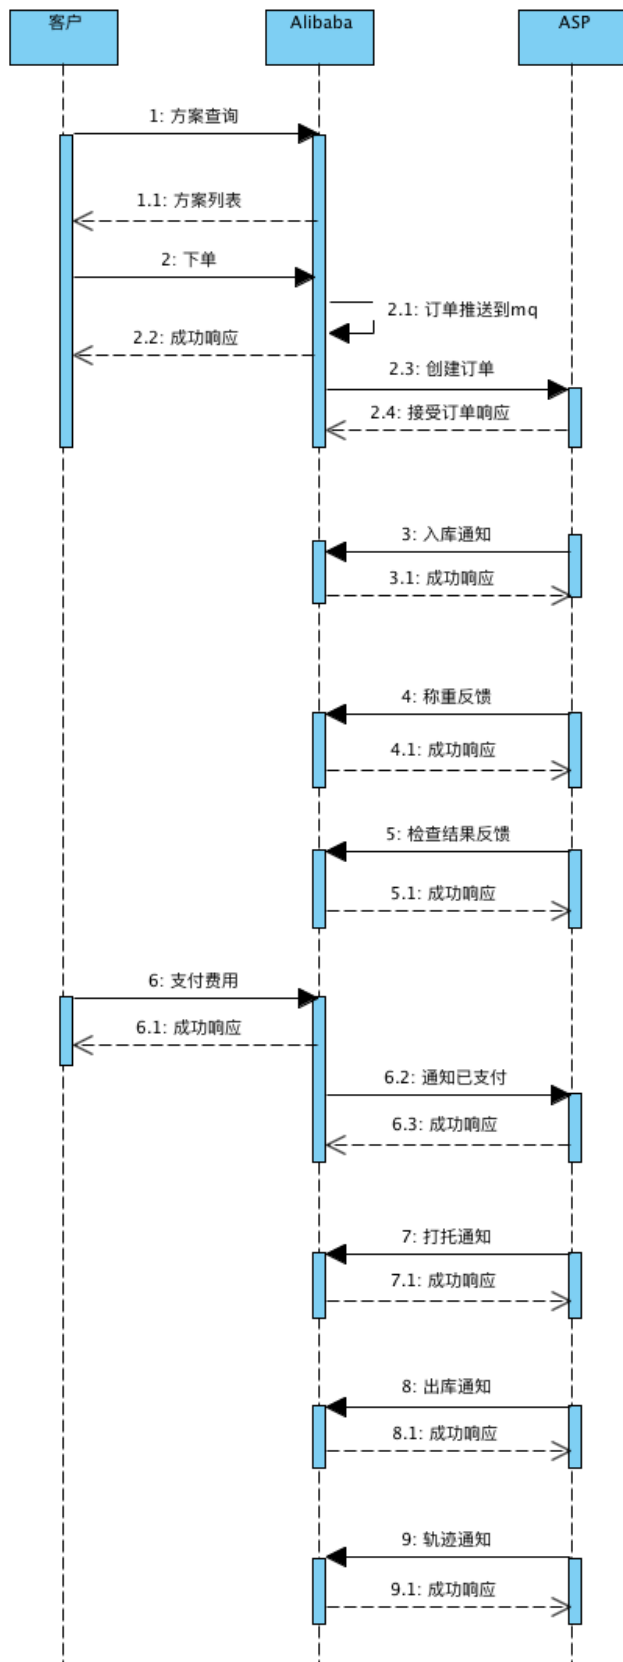 客户
Alibaba
ASP
1: 方案查询
1.1: 方案列表
2: 下单
2.1: 订单推送到mq
2.2: 成功响应
2.3: 创建订单
2.4: 接受订单响应
3: 入库通知
3.1: 成功响应
4: 称重反馈
4.1: 成功响应
5: 检查结果反馈
5.1: 成功响应
6: 支付费用
6.1: 成功响应
6.2: 通知已支付
6.3: 成功响应
7: 打托通知
7.1: 成功响应
8: 出库通知
8.1: 成功响应
9: 轨迹通知
9.1: 成功响应